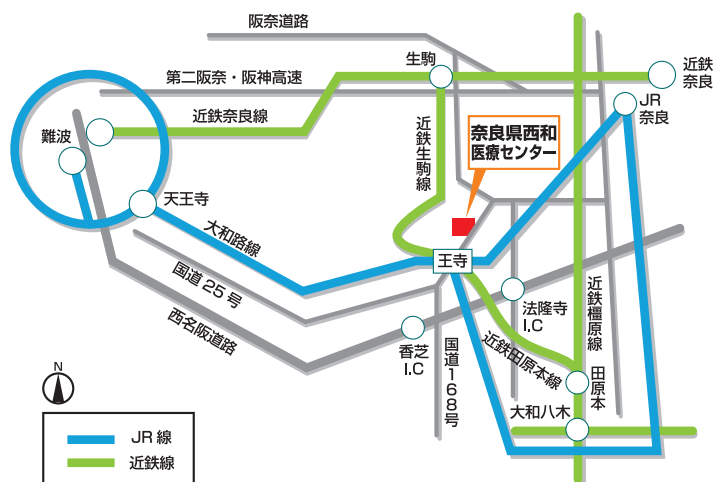 阪奈道路
生駒
近鉄
奈良
第二阪奈・阪神高速
JR
奈良
近鉄奈良線
難波
近鉄生駒線
奈良県西和
医療センター
天王寺
大和路線
王寺
国道25号
西名阪道路
法隆寺
I.C
近鉄橿原線
香芝
I.C
国道168号
近鉄田原本線
田原本
大和八木
N
JR線
近鉄線